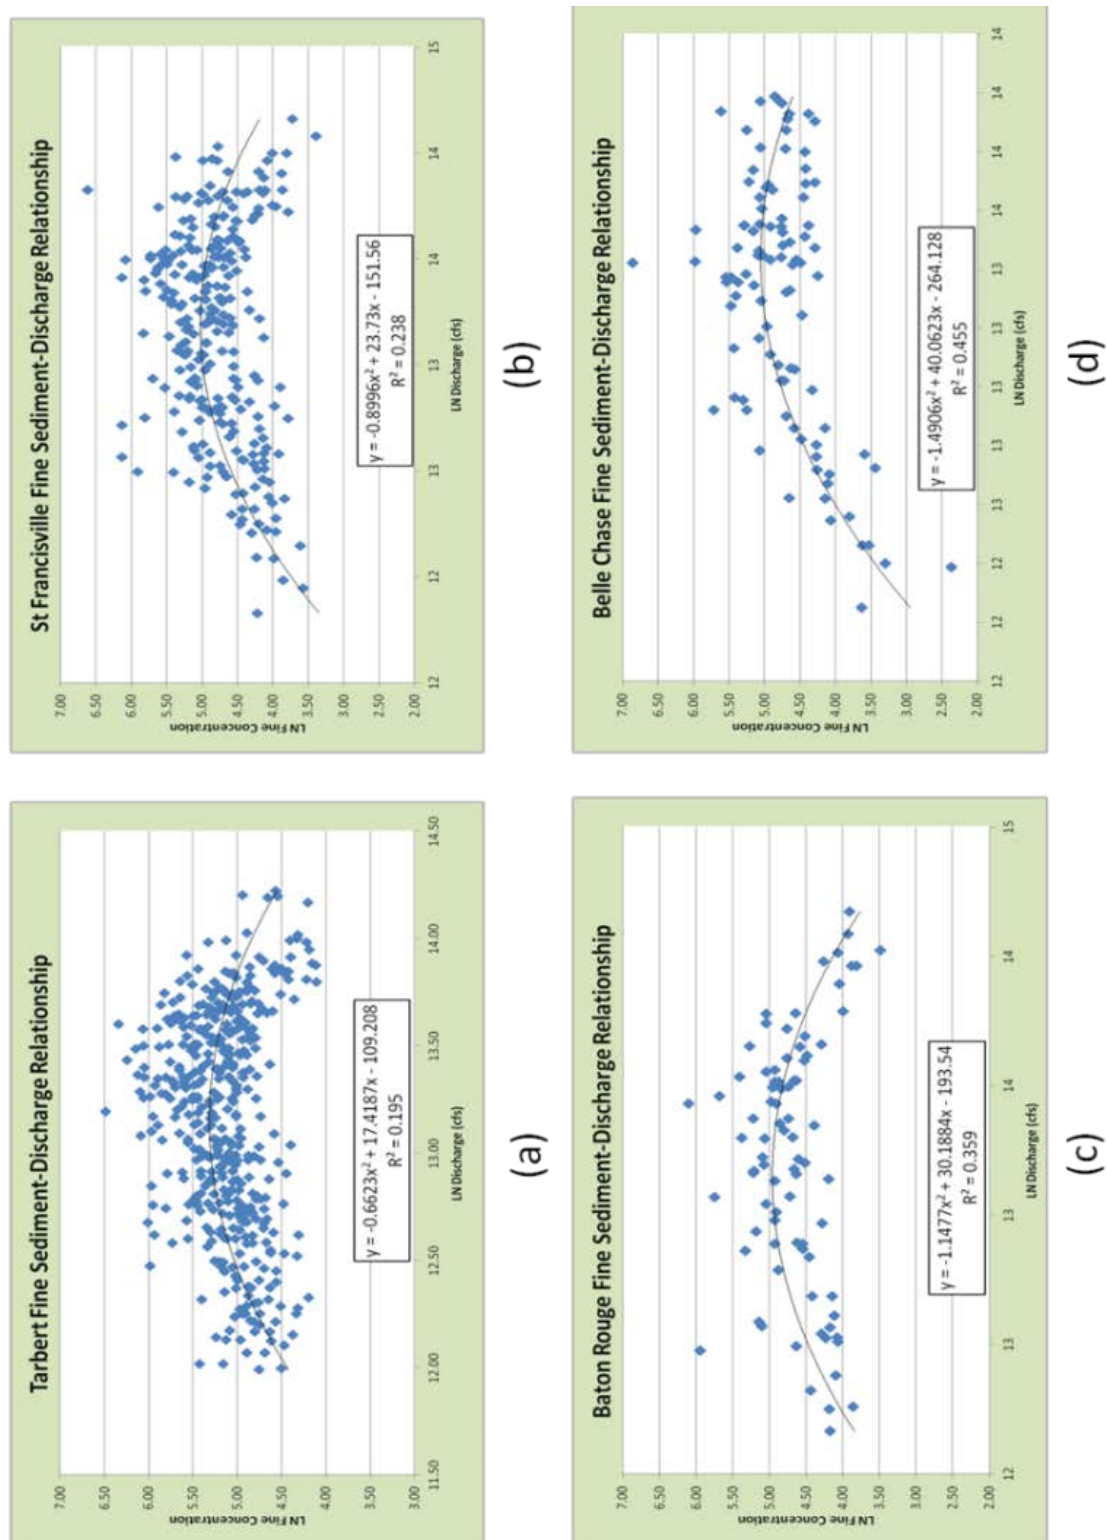 Tarbert Fine Sediment-Discharge Relationship
7.00
6.50
6.00
5.50
5.00
4.50
4.00
3.50
3.00
LN Fine Concentration
11.50 12.00 12.50 13.00 13.50 14.00 14.50
LN Discharge (cfs)
y = -0.6623x² + 17.4187x - 109.208
R² = 0.195
(a)
St Francisville Fine Sediment-Discharge Relationship
7.00
6.50
6.00
5.50
5.00
4.50
4.00
3.50
3.00
2.50
2.00
LN Fine Concentration
12 12 13 13 14 14 15
LN Discharge (cfs)
y = -0.8996x² + 23.73x - 151.56
R² = 0.238
(b)
Baton Rouge Fine Sediment-Discharge Relationship
7.00
6.50
6.00
5.50
5.00
4.50
4.00
3.50
3.00
2.50
2.00
LN Fine Concentration
12 13 13 14 14 15
LN Discharge (cfs)
y = -1.1477x² + 30.1884x - 193.54
R² = 0.359
(c)
Belle Chase Fine Sediment-Discharge Relationship
7.00
6.50
6.00
5.50
5.00
4.50
4.00
3.50
3.00
2.50
2.00
LN Fine Concentration
12 12 12 13 13 13 13 13 14 14 14 14
LN Discharge (cfs)
y = -1.4906x² + 40.0623x - 264.128
R² = 0.455
(d)